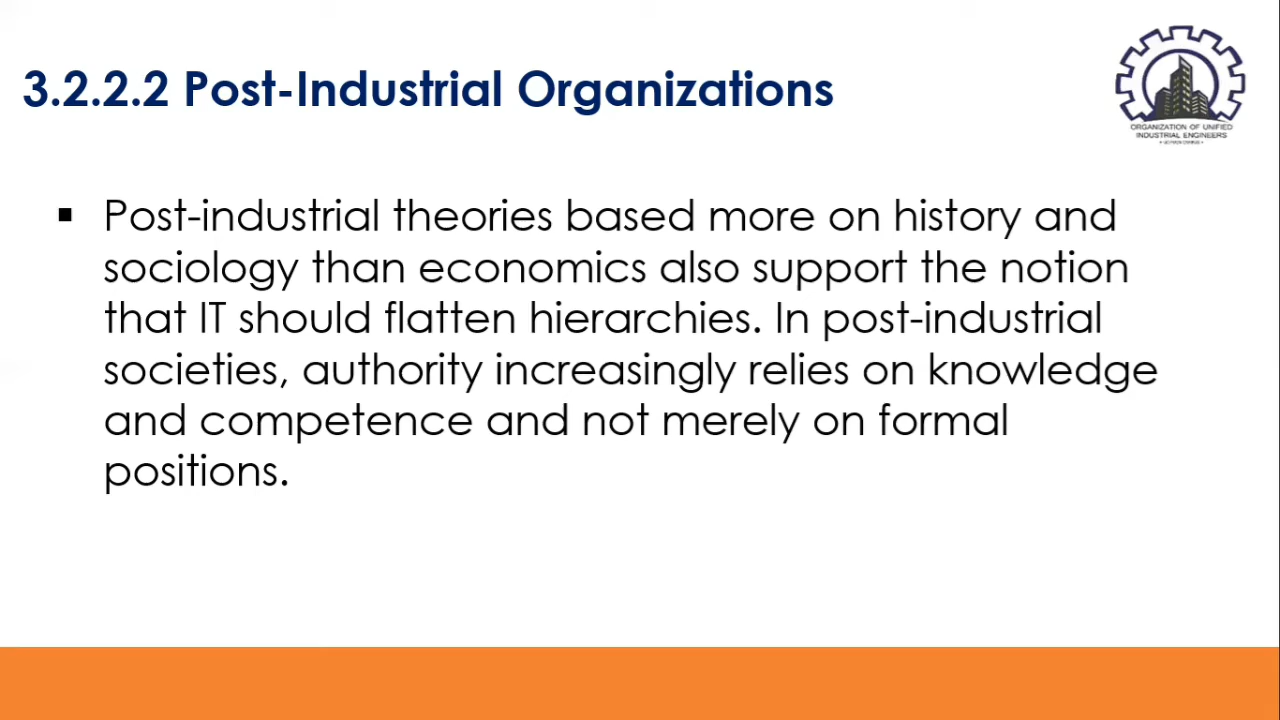 3.2.2.2 Post-Industrial Organizations
ORGANIZATION OF UNIFIED
INDUSTRIAL ENGINEERS
▪ Post-industrial theories based more on history and
sociology than economics also support the notion
that IT should flatten hierarchies. In post-industrial
societies, authority increasingly relies on knowledge
and competence and not merely on formal
positions.